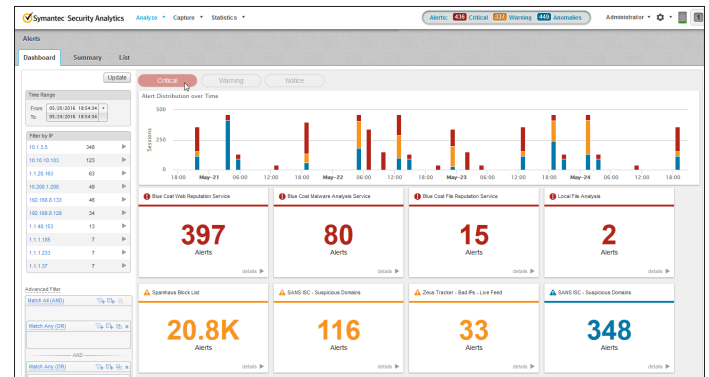 Symantec Security Analytics
Analyze Capture Statistics
Alerts: 436 Critical 332 Warning 449 Anomalies
Administrator
1
Alerts
Dashboard Summary List
Update
Critical Warning Notice
Time Range
From: 05/20/2016 18:54:34
To: 05/24/2016 18:54:34
Filter by IP
10.1.3.5 348
10.10.10.103 123
1.1.20.163 63
10.200.1.200 49
192.168.8.133 46
192.168.8.128 34
1.1.40.153 13
1.1.1.185 7
1.1.1.233 7
1.1.1.37 7
Advanced Filter
Match All (AND)
Match Any (OR)
AND
Match Any (OR)
Alert Distribution over Time
Sessions
500
250
0
18:00 May-21 06:00 12:00 18:00 May-22 06:00 12:00 18:00 May-23 06:00 12:00 18:00 May-24 06:00 12:00 18:00
Blue Coat Web Reputation Service
397
Alerts
details
Blue Coat Malware Analysis Service
80
Alerts
details
Blue Coat File Reputation Service
15
Alerts
details
Local File Analysis
2
Alerts
details
Spamhaus Block List
20.8K
Alerts
details
SANS ISC - Suspicious Domains
116
Alerts
details
Zeus Tracker - Bad IPs - Live Feed
33
Alerts
details
SANS ISC - Suspicious Domains
348
Alerts
details